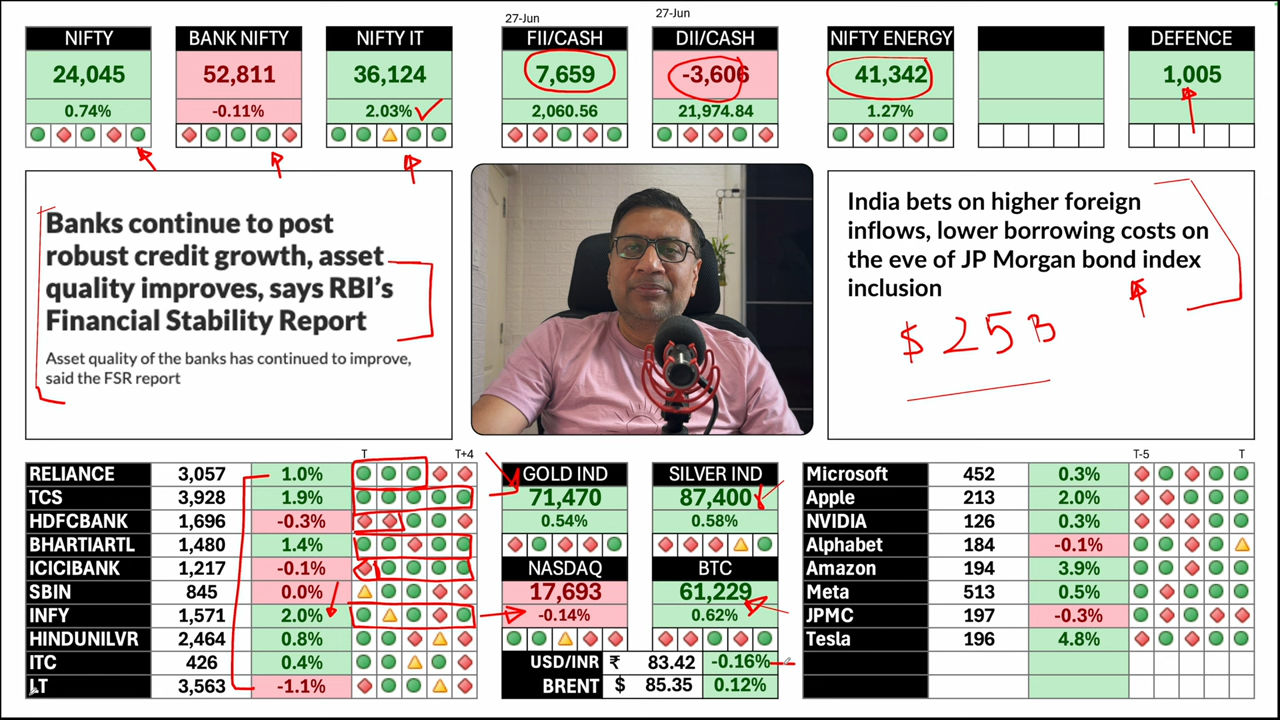 27-Jun
27-Jun
NIFTY
24,045
0.74%
BANK NIFTY
52,811
-0.11%
NIFTY IT
36,124
2.03%
FII/CASH
7,659
2,060.56
DII/CASH
-3,606
21,974.84
NIFTY ENERGY
41,342
1.27%
DEFENCE
1,005
Banks continue to post
robust credit growth, asset
quality improves, says RBI's
Financial Stability Report
Asset quality of the banks has continued to improve,
said the FSR report
India bets on higher foreign
inflows, lower borrowing costs on
the eve of JP Morgan bond index
inclusion
$ 25 B
T T+4
RELIANCE 3,057 1.0%
TCS 3,928 1.9%
HDFCBANK 1,696 -0.3%
BHARTIARTL 1,480 1.4%
ICICIBANK 1,217 -0.1%
SBIN 845 0.0%
INFY 1,571 2.0%
HINDUNILVR 2,464 0.8%
ITC 426 0.4%
LT 3,563 -1.1%
GOLD IND
71,470
0.54%
SILVER IND
87,400
0.58%
NASDAQ
17,693
-0.14%
BTC
61,229
0.62%
USD/INR ₹ 83.42 -0.16%
BRENT $ 85.35 0.12%
T-5 T
Microsoft 452 0.3%
Apple 213 2.0%
NVIDIA 126 0.3%
Alphabet 184 -0.1%
Amazon 194 3.9%
Meta 513 0.5%
JPMC 197 -0.3%
Tesla 196 4.8%